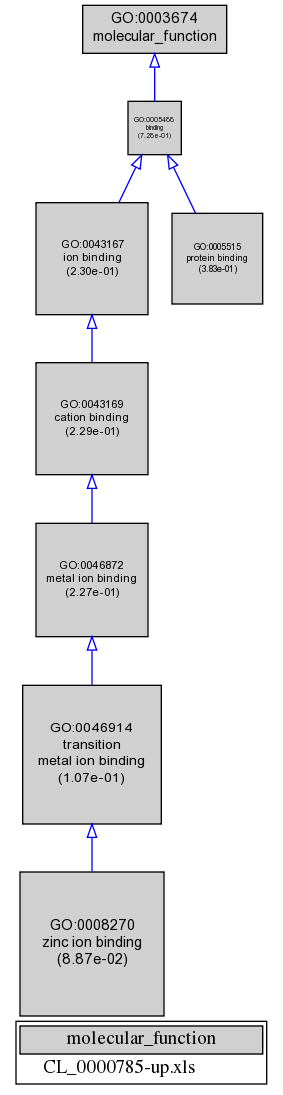 GO:0003674
molecular_function
GO:0005488
binding
(7.26e-01)
GO:0043167
ion binding
(2.30e-01)
GO:0005515
protein binding
(3.83e-01)
GO:0043169
cation binding
(2.29e-01)
GO:0046872
metal ion binding
(2.27e-01)
GO:0046914
transition
metal ion binding
(1.07e-01)
GO:0008270
zinc ion binding
(8.87e-02)
molecular_function
CL_0000785-up.xls